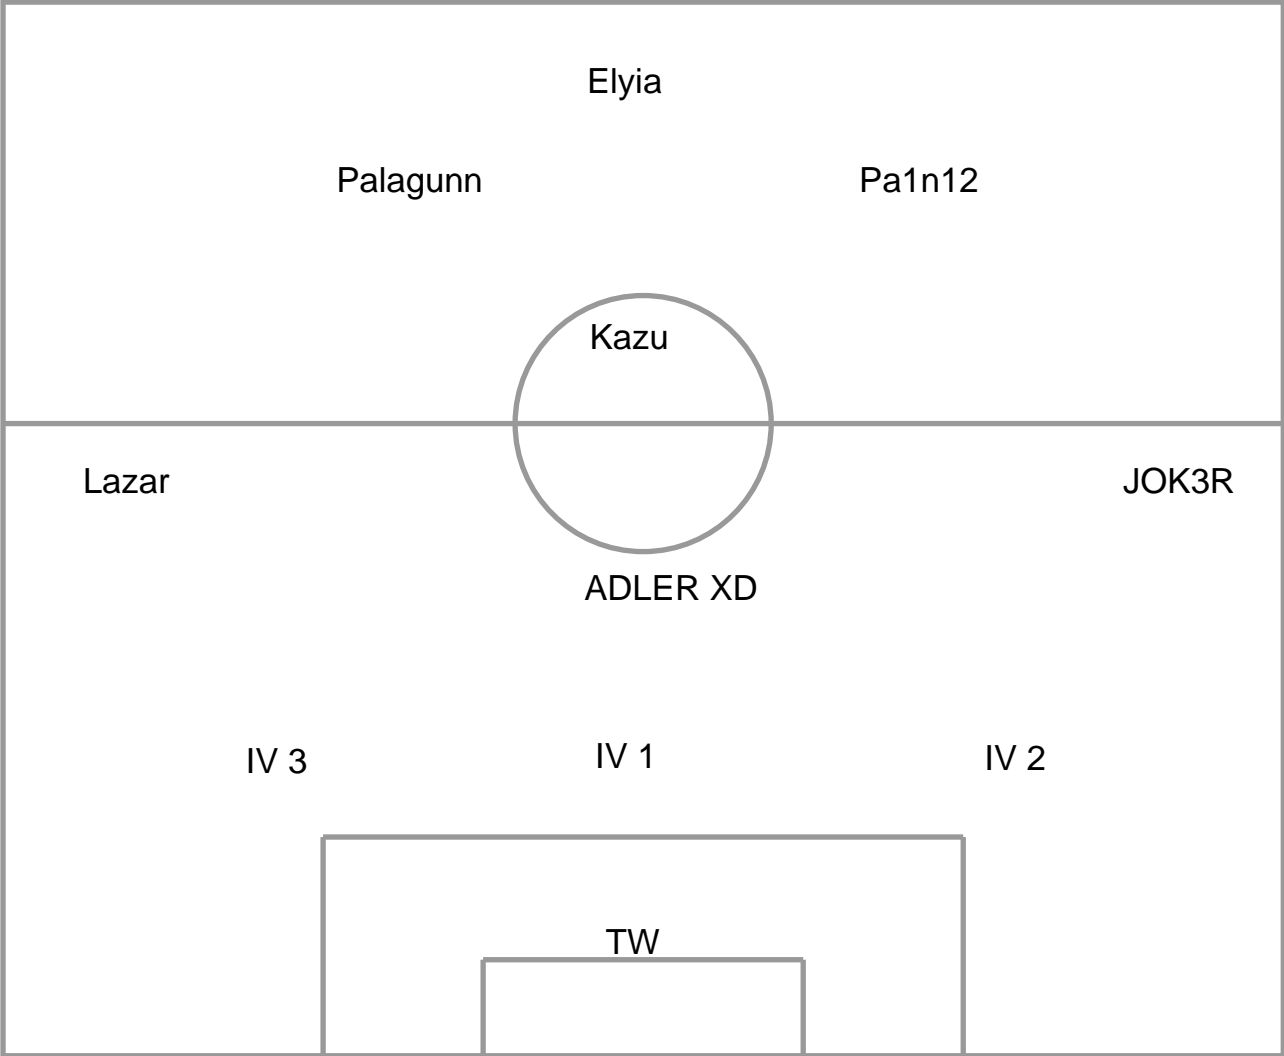 Elyia
Palagunn
Pa1n12
Kazu
Lazar
JOK3R
ADLER XD
IV 3
IV 1
IV 2
TW